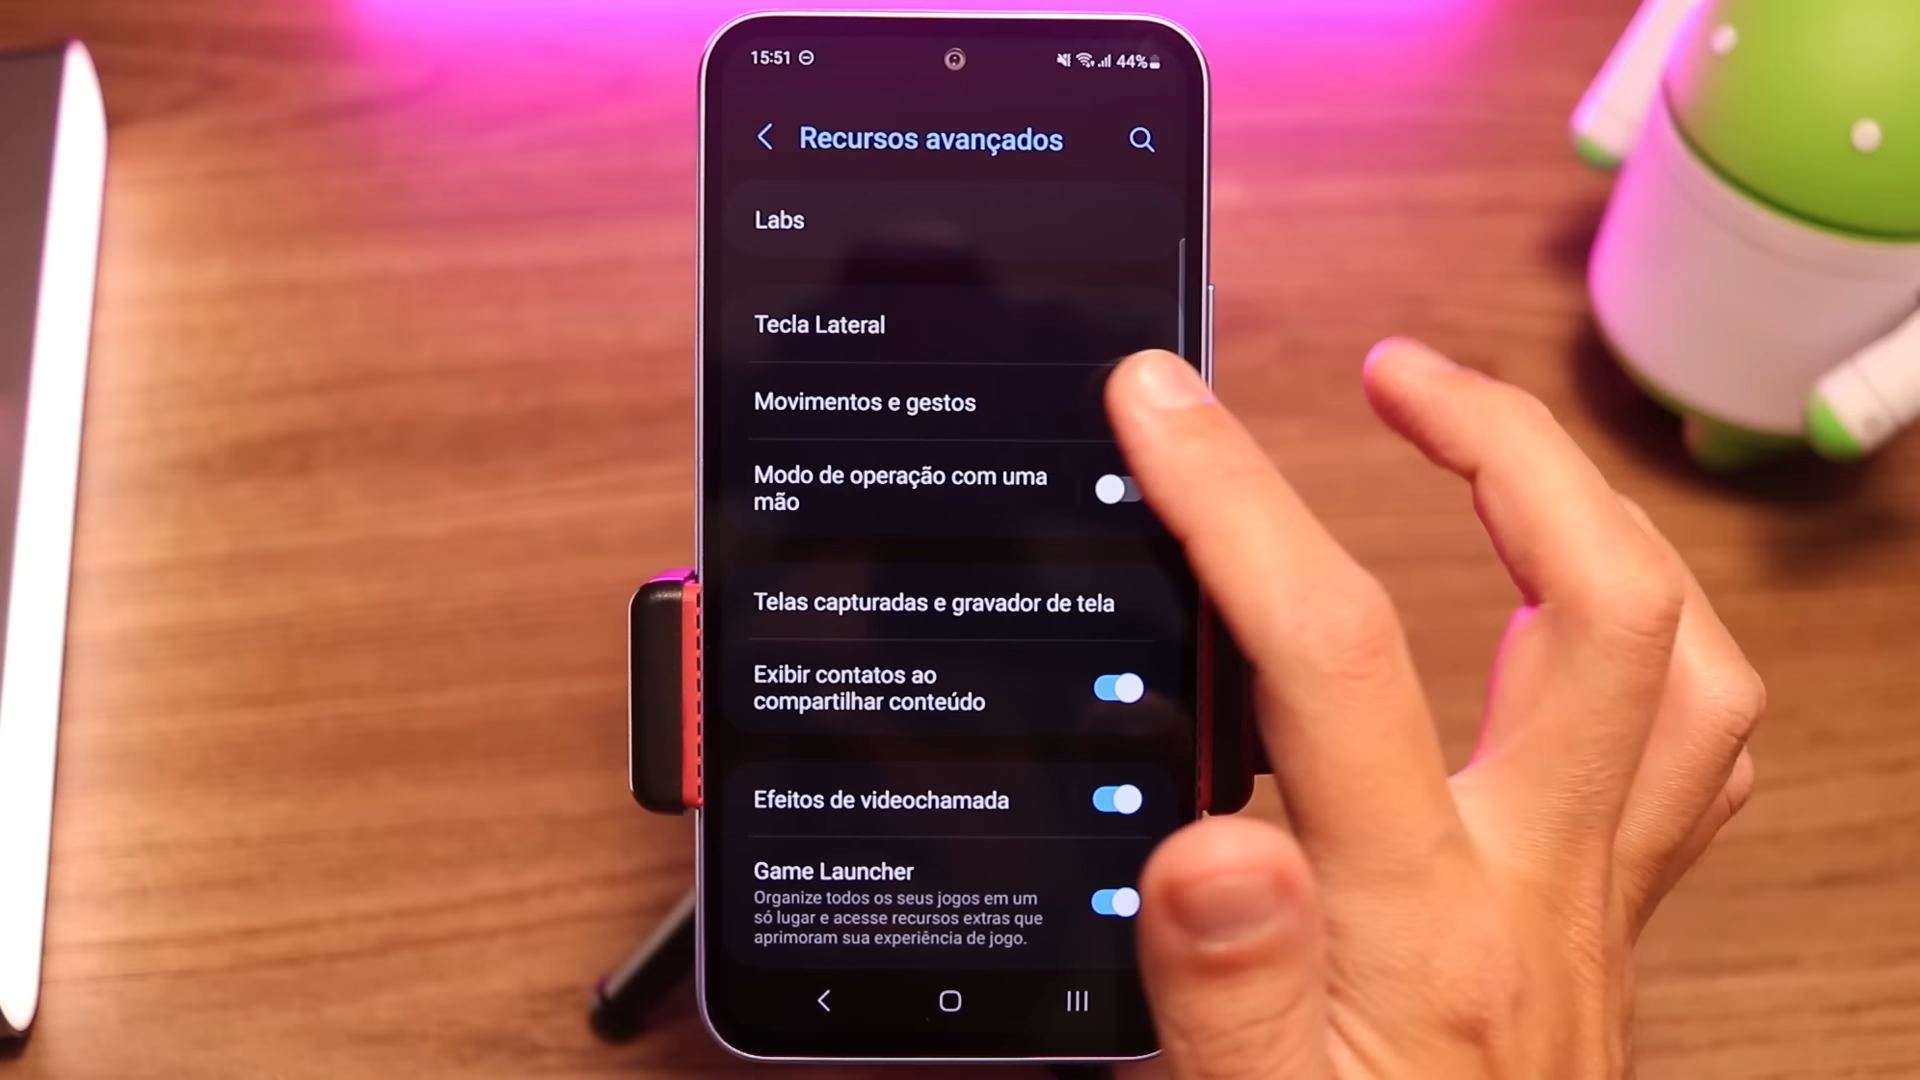 15:51
44%
Recursos avançados
Labs
Tecla Lateral
Movimentos e gestos
Modo de operação com uma
mão
Telas capturadas e gravador de tela
Exibir contatos ao
compartilhar conteúdo
Efeitos de videochamada
Game Launcher
Organize todos os seus jogos em um
só lugar e acesse recursos extras que
aprimoram sua experiência de jogo.